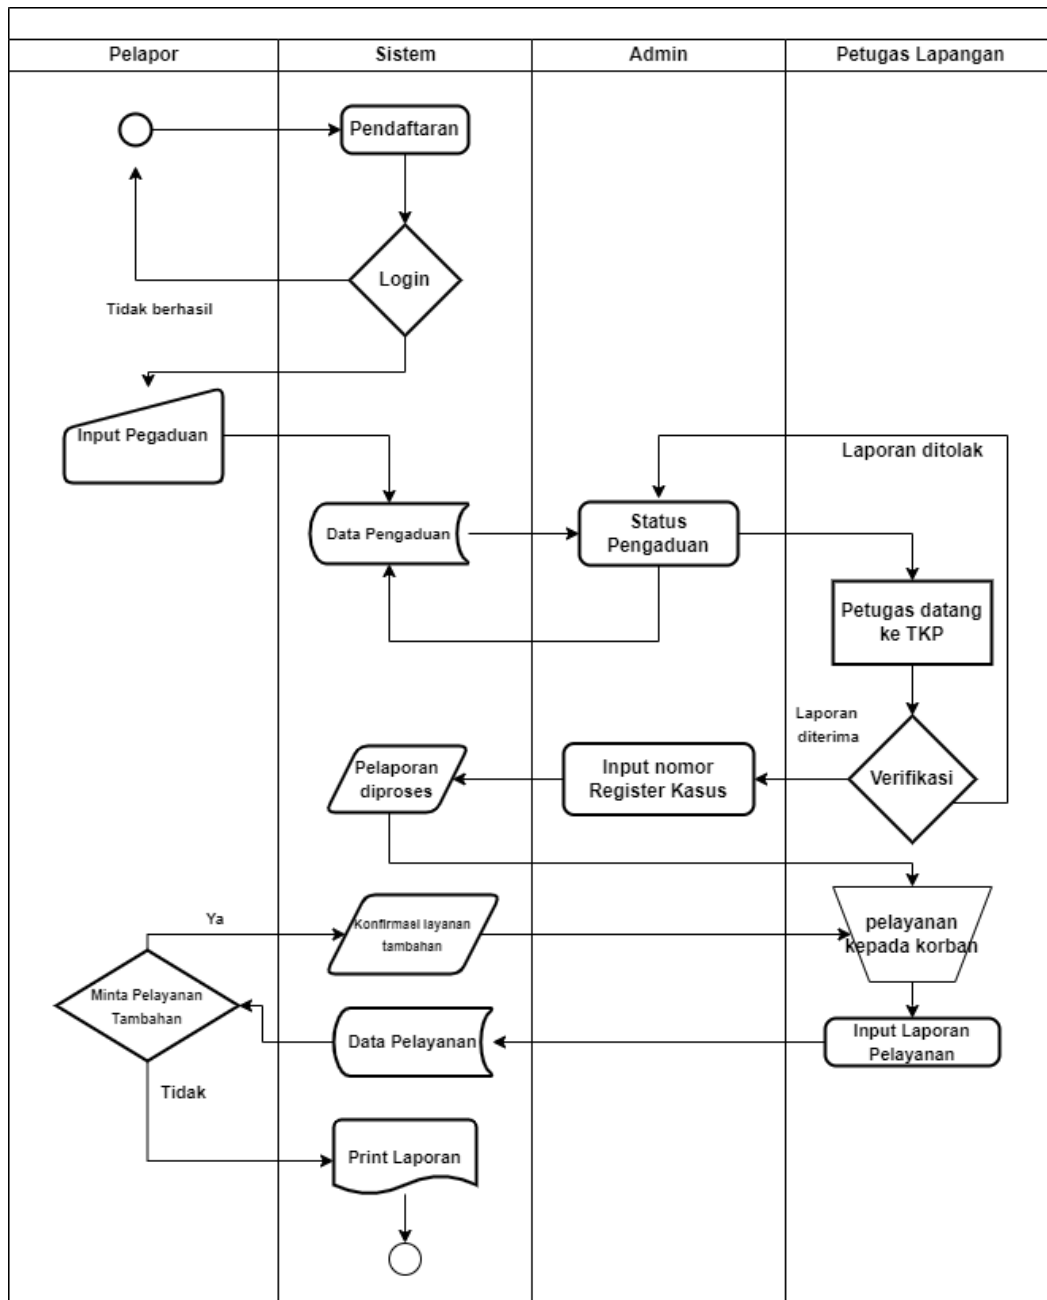 Pelapor
Sistem
Admin
Petugas Lapangan
Pendaftaran
Login
Tidak berhasil
Input Pegaduan
Laporan ditolak
Data Pengaduan
Status
Pengaduan
Petugas datang
ke TKP
Laporan
diterima
Verifikasi
Input nomor
Register Kasus
Pelaporan
diproses
Ya
Konfirmasi layanan
tambahan
pelayanan
kepada korban
Minta Pelayanan
Tambahan
Data Pelayanan
Input Laporan
Pelayanan
Tidak
Print Laporan